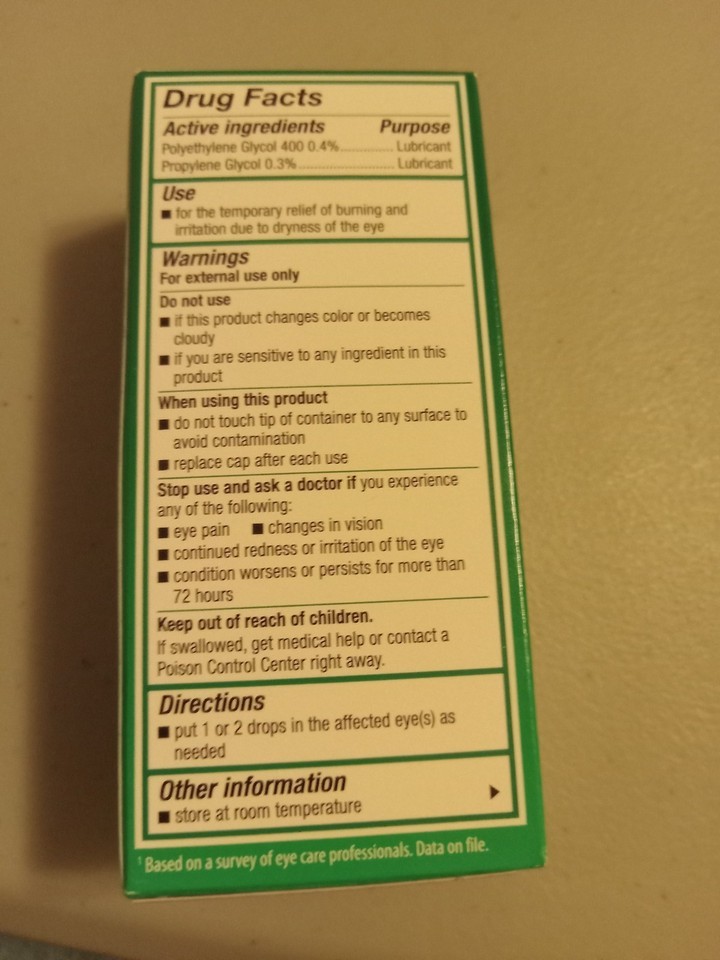 Drug Facts
Active ingredients Purpose
Polyethylene Glycol 400 0.4%.............. Lubricant
Propylene Glycol 0.3%......................... Lubricant
Use
■ for the temporary relief of burning and
irritation due to dryness of the eye
Warnings
For external use only
Do not use
■ if this product changes color or becomes
cloudy
■ if you are sensitive to any ingredient in this
product
When using this product
■ do not touch tip of container to any surface to
avoid contamination
■ replace cap after each use
Stop use and ask a doctor if you experience
any of the following:
■ eye pain ■ changes in vision
■ continued redness or irritation of the eye
■ condition worsens or persists for more than
72 hours
Keep out of reach of children.
If swallowed, get medical help or contact a
Poison Control Center right away.
Directions
■ put 1 or 2 drops in the affected eye(s) as
needed
Other information
■ store at room temperature
¹ Based on a survey of eye care professionals. Data on file.